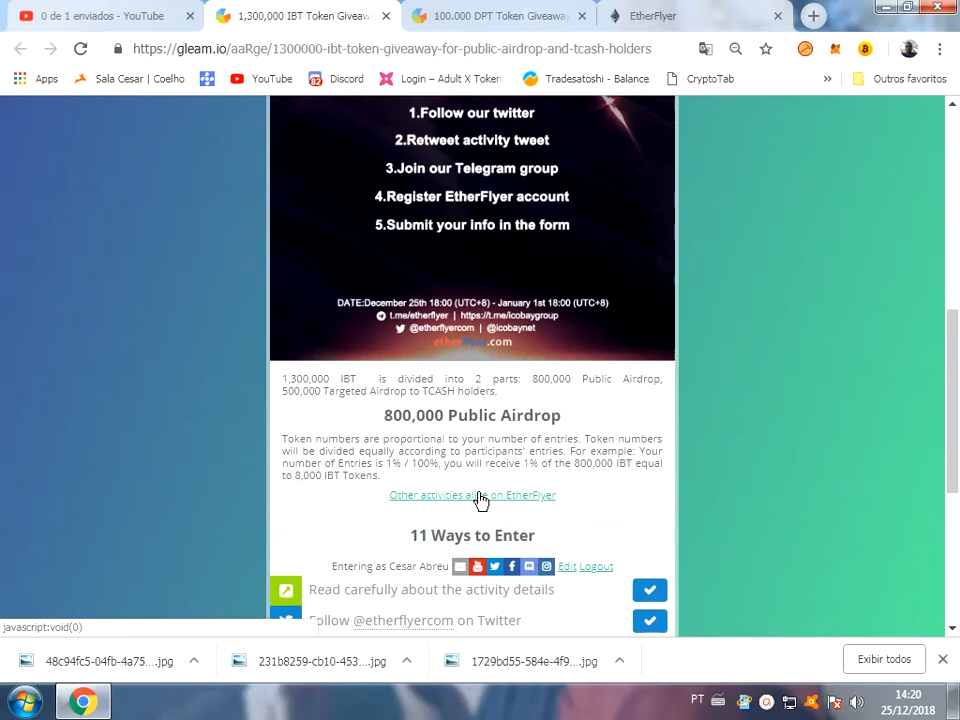 0 de 1 enviados - YouTube
1,300,000 IBT Token Giveaw
100.000 DPT Token Giveawa
EtherFlyer
https://gleam.io/aaRge/1300000-ibt-token-giveaway-for-public-airdrop-and-tcash-holders
Apps
Sala Cesar | Coelho
YouTube
82
Discord
Login – Adult X Token
Tradesatoshi - Balance
CryptoTab
»
Outros favoritos
1.Follow our twitter
2.Retweet activity tweet
3.Join our Telegram group
4.Register EtherFlyer account
5.Submit your info in the form
DATE:December 25th 18:00 (UTC+8) - January 1st 18:00 (UTC+8)
t.me/etherflyer | https://t.me/icobaygroup
@etherflyercom | @icobaynet
etherflyer.com
1,300,000 IBT is divided into 2 parts: 800,000 Public Airdrop,
500,000 Targeted Airdrop to TCASH holders.
800,000 Public Airdrop
Token numbers are proportional to your number of entries. Token numbers
will be divided equally according to participants' entries. For example: Your
number of Entries is 1% / 100%, you will receive 1% of the 800,000 IBT equal
to 8,000 IBT Tokens.
Other activities alive on EtherFlyer
11 Ways to Enter
Entering as Cesar Abreu
Edit Logout
Read carefully about the activity details
Follow @etherflyercom on Twitter
javascript:void(0)
48c94fc5-04fb-4a75....jpg
231b8259-cb10-453....jpg
1729bd55-584e-4f9....jpg
Exibir todos
PT
14:20
25/12/2018